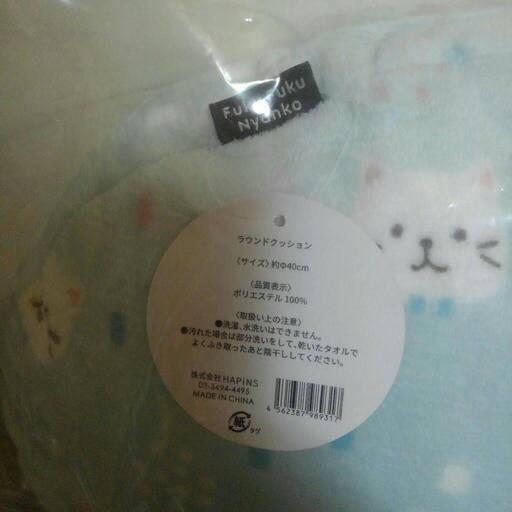 Fuku Fuku
Nyanko
ラウンドクッション
〈サイズ〉約Φ40cm
〈品質表示〉
ポリエステル 100%
〈取扱い上の注意〉
●洗濯、水洗いはできません。
●汚れた場合は部分洗いをして、乾いたタオルで
よくふき取ったあと陰干ししてください。
株式会社HAPINS
03-3494-4495
MADE IN CHINA
4 562387 989317
紙
タグ